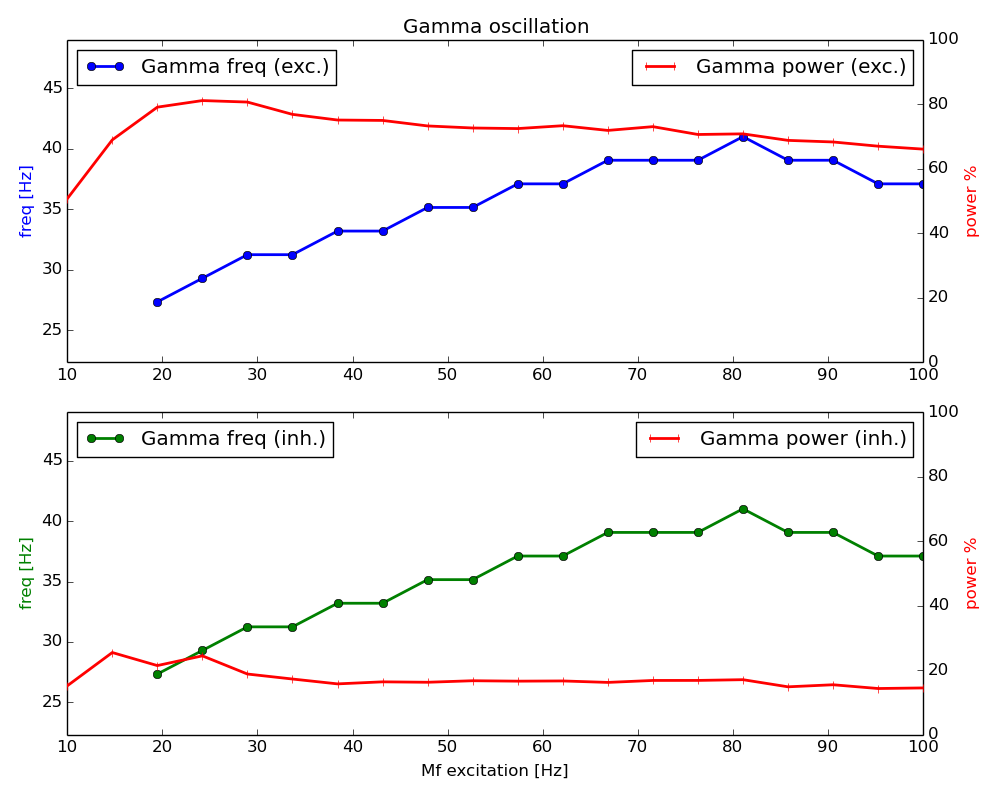 Gamma oscillation
Gamma freq (exc.)
Gamma power (exc.)
45
40
35
30
25
freq [Hz]
100
80
60
40
20
0
power %
10 20 30 40 50 60 70 80 90 100
Gamma freq (inh.)
Gamma power (inh.)
45
40
35
30
25
freq [Hz]
100
80
60
40
20
0
power %
10 20 30 40 50 60 70 80 90 100
Mf excitation [Hz]